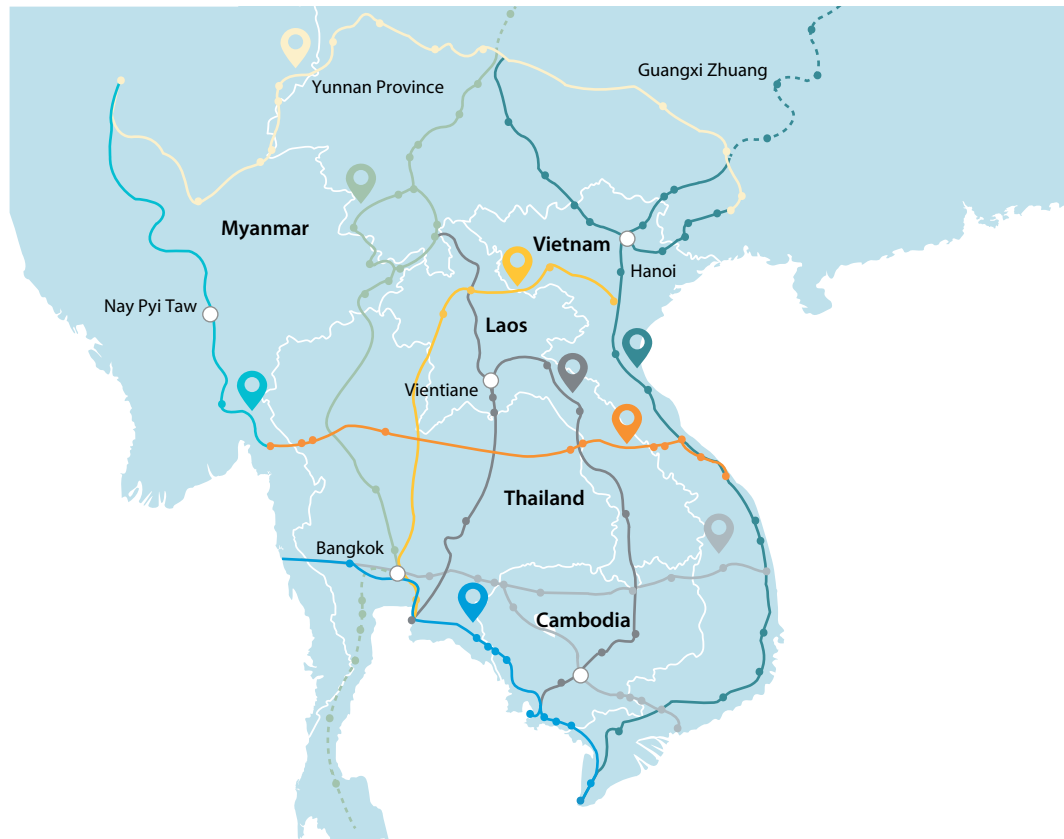 Guangxi Zhuang
Yunnan Province
Myanmar
Vietnam
Hanoi
Nay Pyi Taw
Laos
Vientiane
Thailand
Bangkok
Cambodia